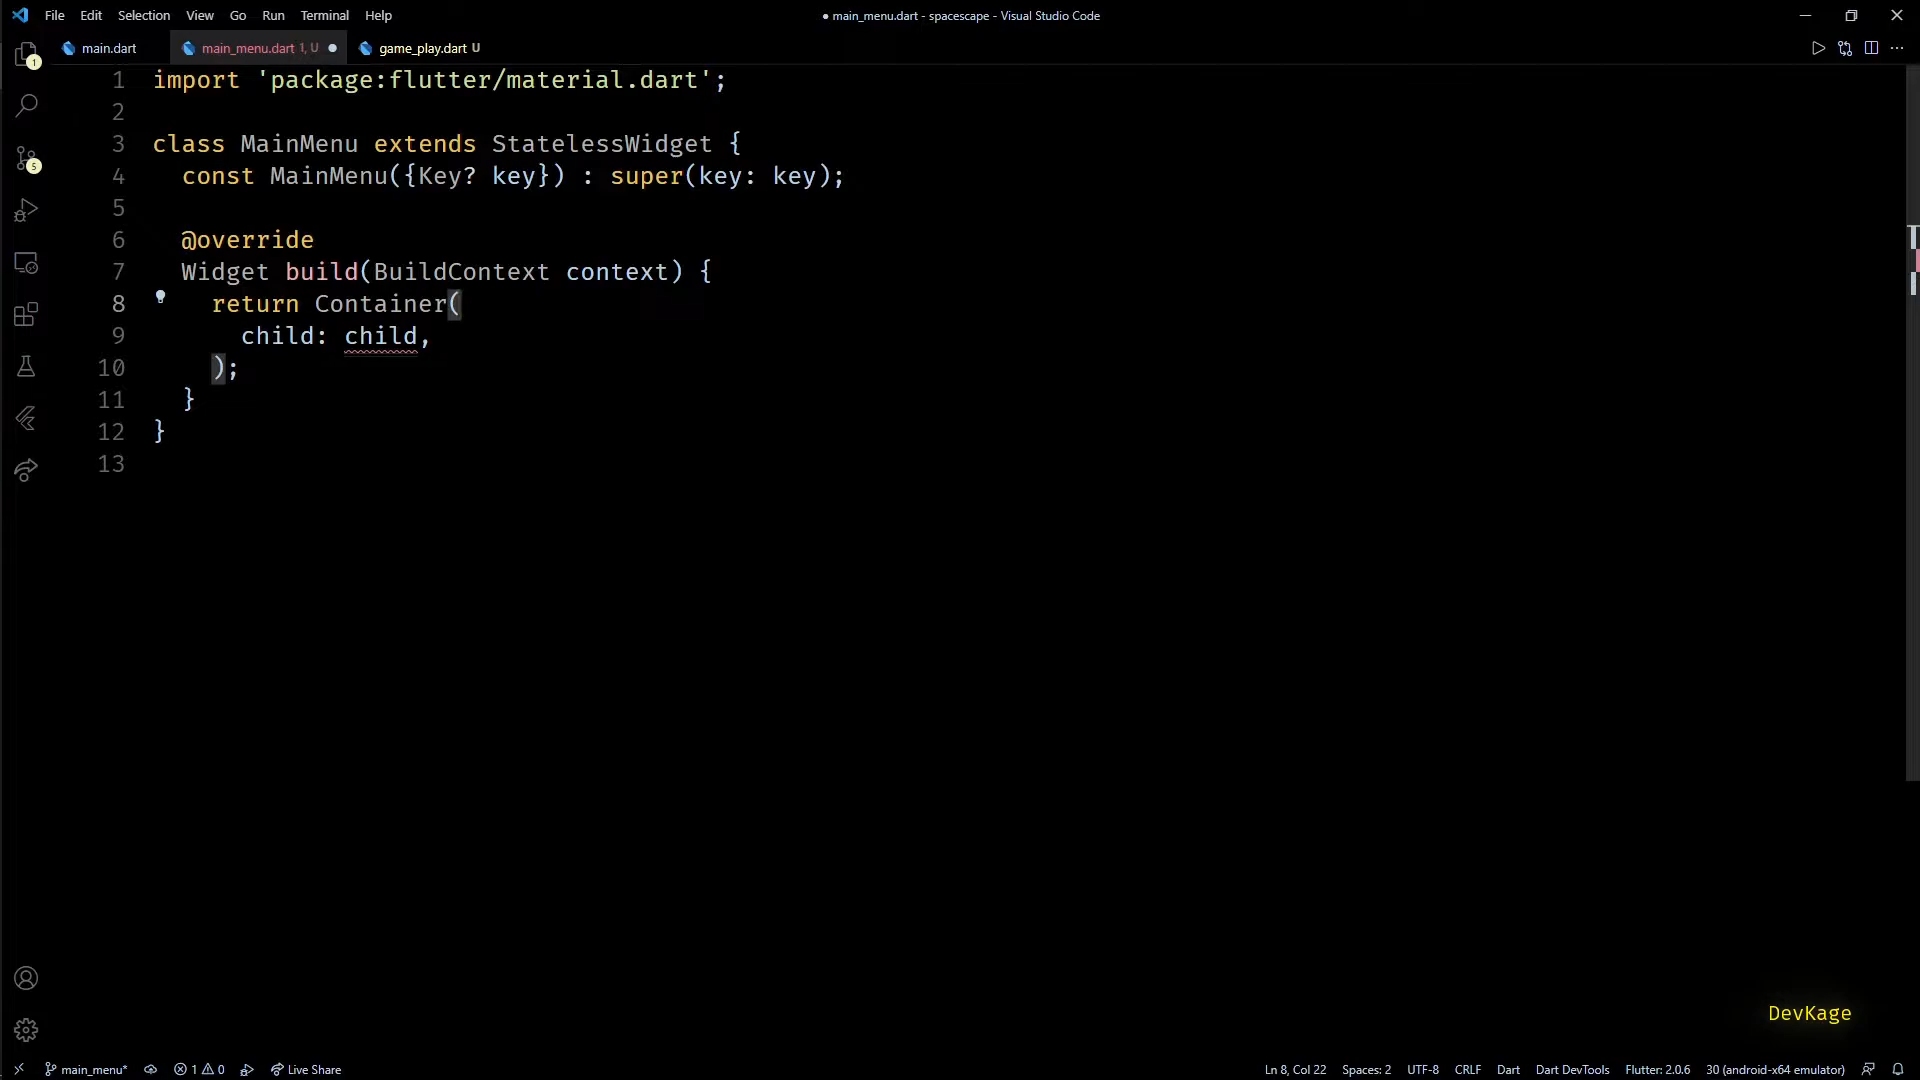 File Edit Selection View Go Run Terminal Help
● main_menu.dart - spacescape - Visual Studio Code
main.dart
main_menu.dart 1, U ●
game_play.dart U
1
5
1 import 'package:flutter/material.dart';
2
3 class MainMenu extends StatelessWidget {
4 const MainMenu({Key? key}) : super(key: key);
5
6 @override
7 Widget build(BuildContext context) {
8 return Container(
9 child: child,
10 );
11 }
12 }
13
DevKage
main_menu* 1 0 Live Share
Ln 8, Col 22 Spaces: 2 UTF-8 CRLF Dart Dart DevTools Flutter: 2.0.6 30 (android-x64 emulator)